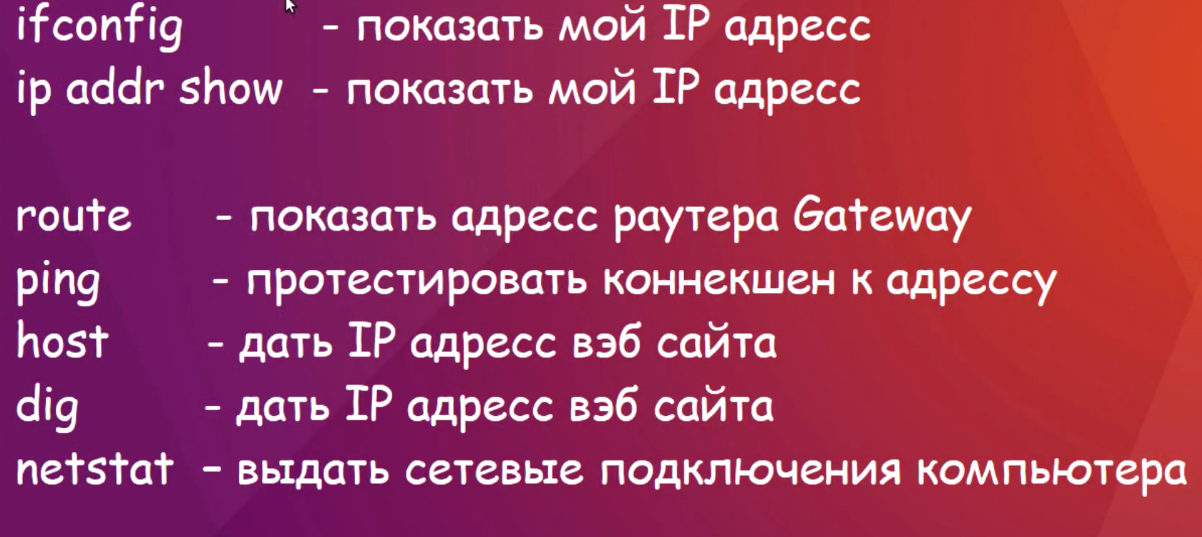 ifconfig - показать мой IP адресс
ip addr show - показать мой IP адресс
route - показать адресс раутера Gateway
ping - протестировать коннекшен к адрессу
host - дать IP адресс вэб сайта
dig - дать IP адресс вэб сайта
netstat – выдать сетевые подключения компьютера